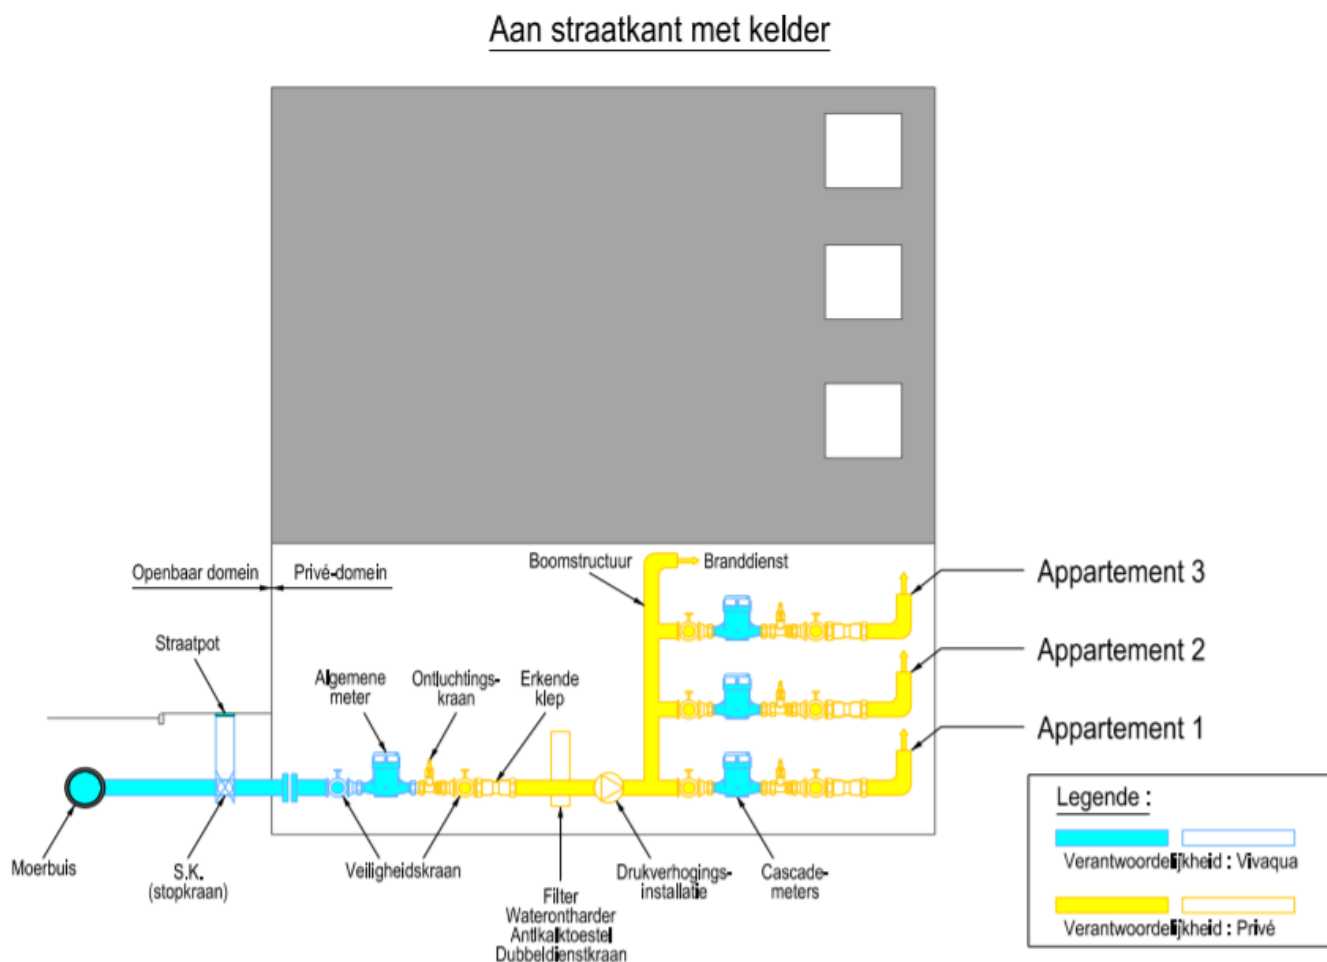 Aan straatkant met kelder
Openbaar domein
Privé-domein
Boomstructuur
Branddienst
Appartement 3
Straatpot
Algemene
meter
Ontluchtings-
kraan
Erkende
klep
Appartement 2
Appartement 1
Moerbuis
S.K.
(stopkraan)
Veiligheidskraan
Filter
Waterontharder
Antikalktoestel
Dubbeldienstkraan
Drukverhogings-
installatie
Cascade-
meters
Legende :
Verantwoordelijkheid : Vivaqua
Verantwoordelijkheid : Privé